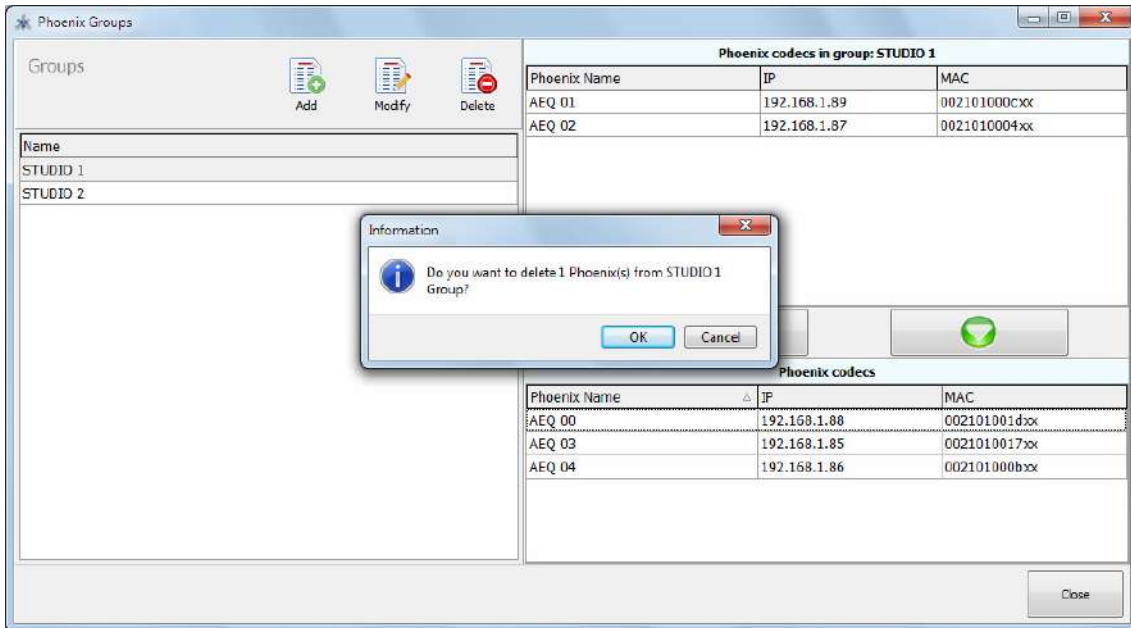 Phoenix Groups
Groups
Add
Modify
Delete
Name
STUDIO 1
STUDIO 2
Phoenix codecs in group: STUDIO 1
Phoenix Name IP MAC
AEQ 01 192.168.1.89 002101000cxx
AEQ 02 192.168.1.87 0021010004xx
Information
Do you want to delete 1 Phoenix(s) from STUDIO 1
Group?
OK
Cancel
Phoenix codecs
Phoenix Name IP MAC
AEQ 00 192.168.1.88 002101001dxx
AEQ 03 192.168.1.85 0021010017xx
AEQ 04 192.168.1.86 002101000bxx
Close